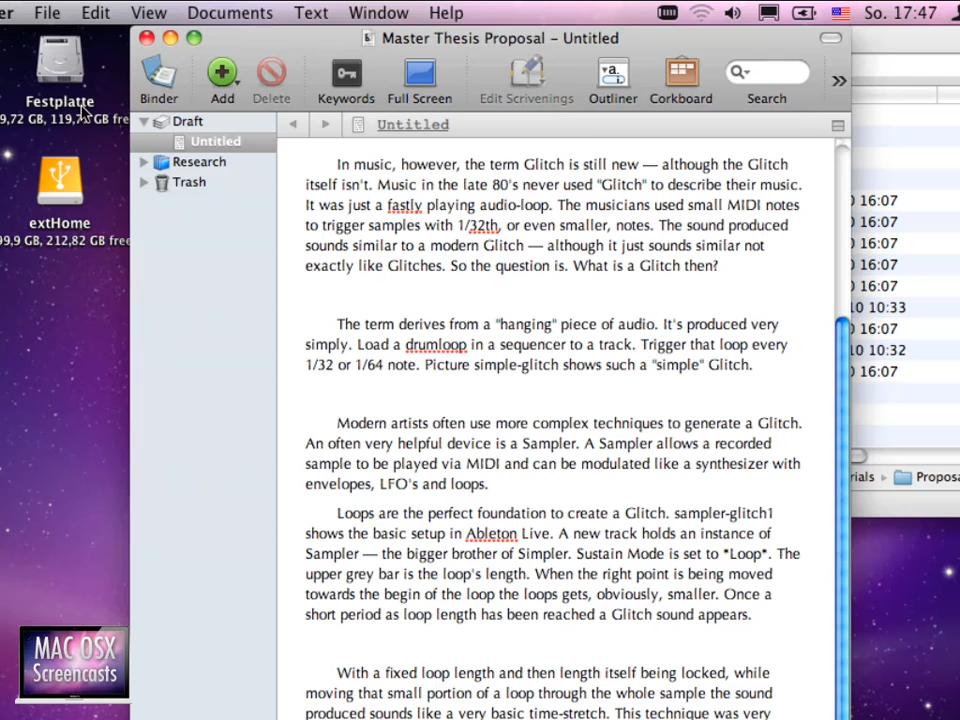 File Edit View Documents Text Window Help So. 17:47
Master Thesis Proposal – Untitled
Binder Add Delete Keywords Full Screen Edit Scrivenings Outliner Corkboard Search
Festplatte
extHome
Draft
Untitled
Research
Trash
Untitled
In music, however, the term Glitch is still new — although the Glitch
itself isn't. Music in the late 80's never used "Glitch" to describe their music.
It was just a fastly playing audio-loop. The musicians used small MIDI notes
to trigger samples with 1/32th, or even smaller, notes. The sound produced
sounds similar to a modern Glitch — although it just sounds similar not
exactly like Glitches. So the question is. What is a Glitch then?
The term derives from a "hanging" piece of audio. It's produced very
simply. Load a drumloop in a sequencer to a track. Trigger that loop every
1/32 or 1/64 note. Picture simple-glitch shows such a "simple" Glitch.
Modern artists often use more complex techniques to generate a Glitch.
An often very helpful device is a Sampler. A Sampler allows a recorded
sample to be played via MIDI and can be modulated like a synthesizer with
envelopes, LFO's and loops.
Loops are the perfect foundation to create a Glitch. sampler-glitch1
shows the basic setup in Ableton Live. A new track holds an instance of
Sampler — the bigger brother of Simpler. Sustain Mode is set to *Loop*. The
upper grey bar is the loop's length. When the right point is being moved
towards the begin of the loop the loops gets, obviously, smaller. Once a
short period as loop length has been reached a Glitch sound appears.
With a fixed loop length and then length itself being locked, while
moving that small portion of a loop through the whole sample the sound
produced sounds like a very basic time-stretch. This technique was very
0 16:07
0 16:07
0 16:07
0 16:07
0 16:07
10 10:33
0 16:07
10 10:32
0 16:07
rials Propos
MAC OSX
Screencasts